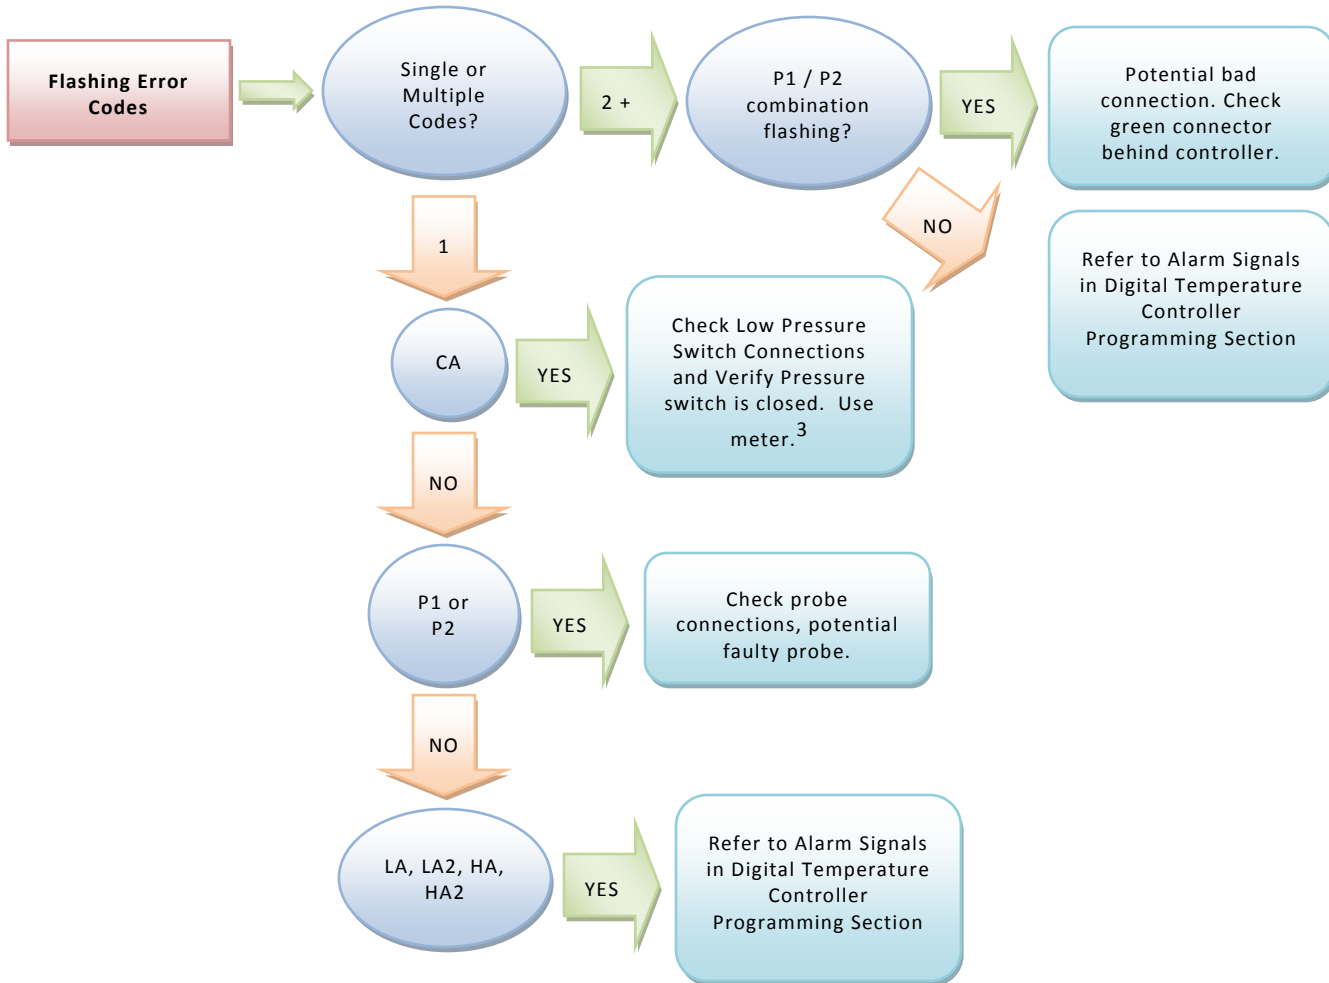 Flashing Error
Codes
Single or
Multiple
Codes?
2 +
P1 / P2
combination
flashing?
YES
Potential bad
connection. Check
green connector
behind controller.
NO
Refer to Alarm Signals
in Digital Temperature
Controller
Programming Section
1
CA
YES
Check Low Pressure
Switch Connections
and Verify Pressure
switch is closed.  Use
meter.3
NO
P1 or
P2
YES
Check probe
connections, potential
faulty probe.
NO
LA, LA2, HA,
HA2
YES
Refer to Alarm Signals
in Digital Temperature
Controller
Programming Section